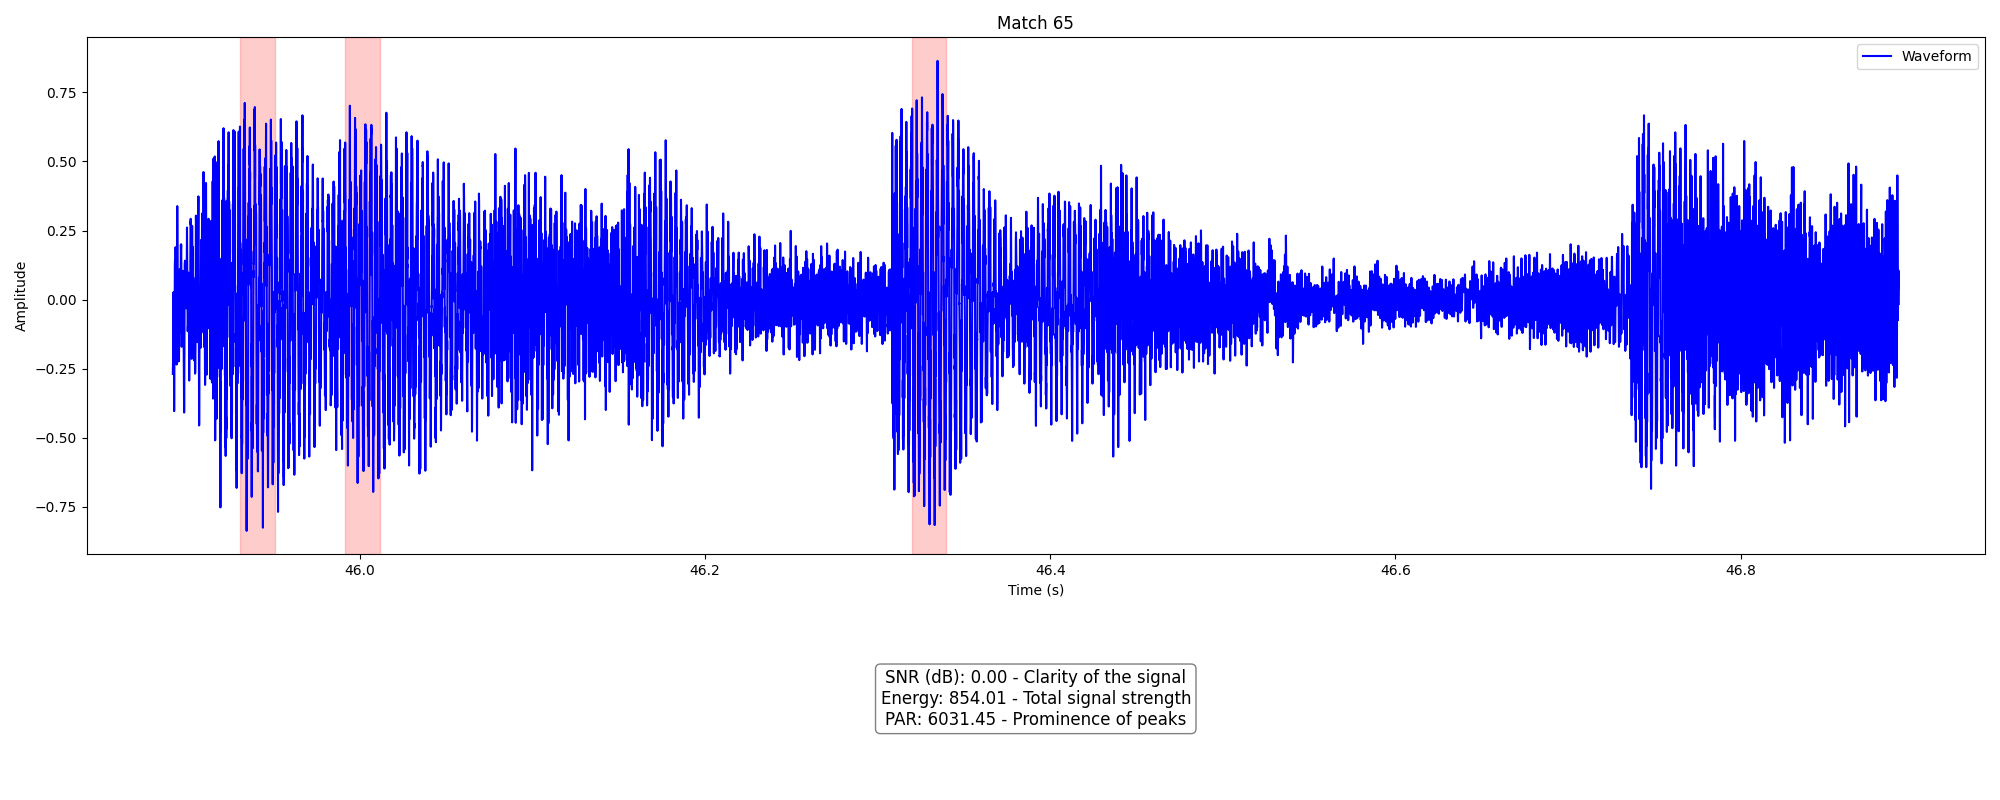 Match 65
Waveform
Amplitude
0.75
0.50
0.25
0.00
−0.25
−0.50
−0.75
46.0 46.2 46.4 46.6 46.8
Time (s)
SNR (dB): 0.00 - Clarity of the signal
Energy: 854.01 - Total signal strength
PAR: 6031.45 - Prominence of peaks